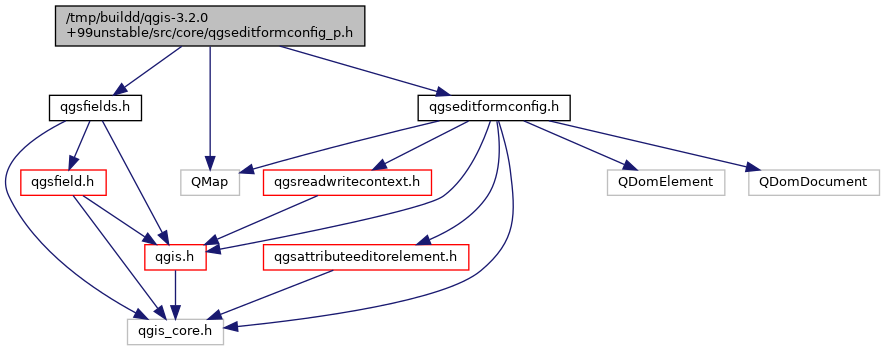 /tmp/buildd/qgis-3.2.0
+99unstable/src/core/qgseditformconfig_p.h
qgsfields.h
qgseditformconfig.h
qgsfield.h
QMap
qgsreadwritecontext.h
QDomElement
QDomDocument
qgis.h
qgsattributeeditorelement.h
qgis_core.h